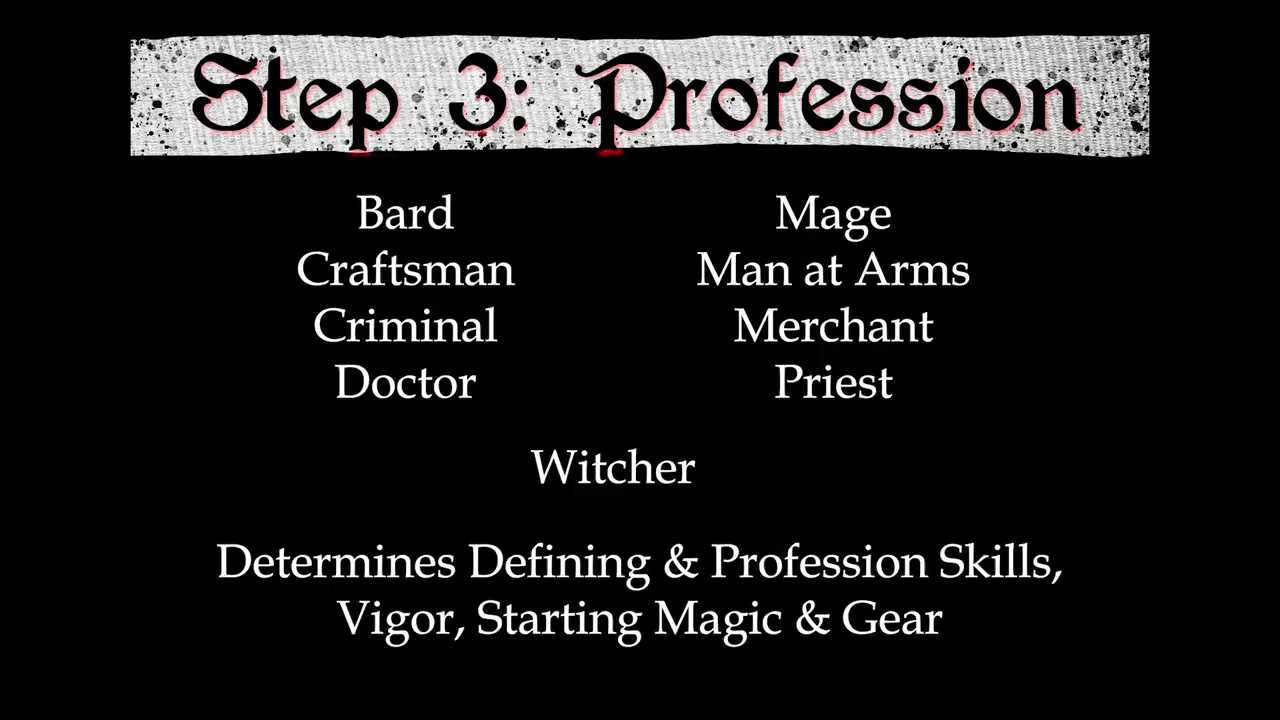 Step 3: Profession
Bard
Craftsman
Criminal
Doctor
Mage
Man at Arms
Merchant
Priest
Witcher
Determines Defining & Profession Skills,
Vigor, Starting Magic & Gear